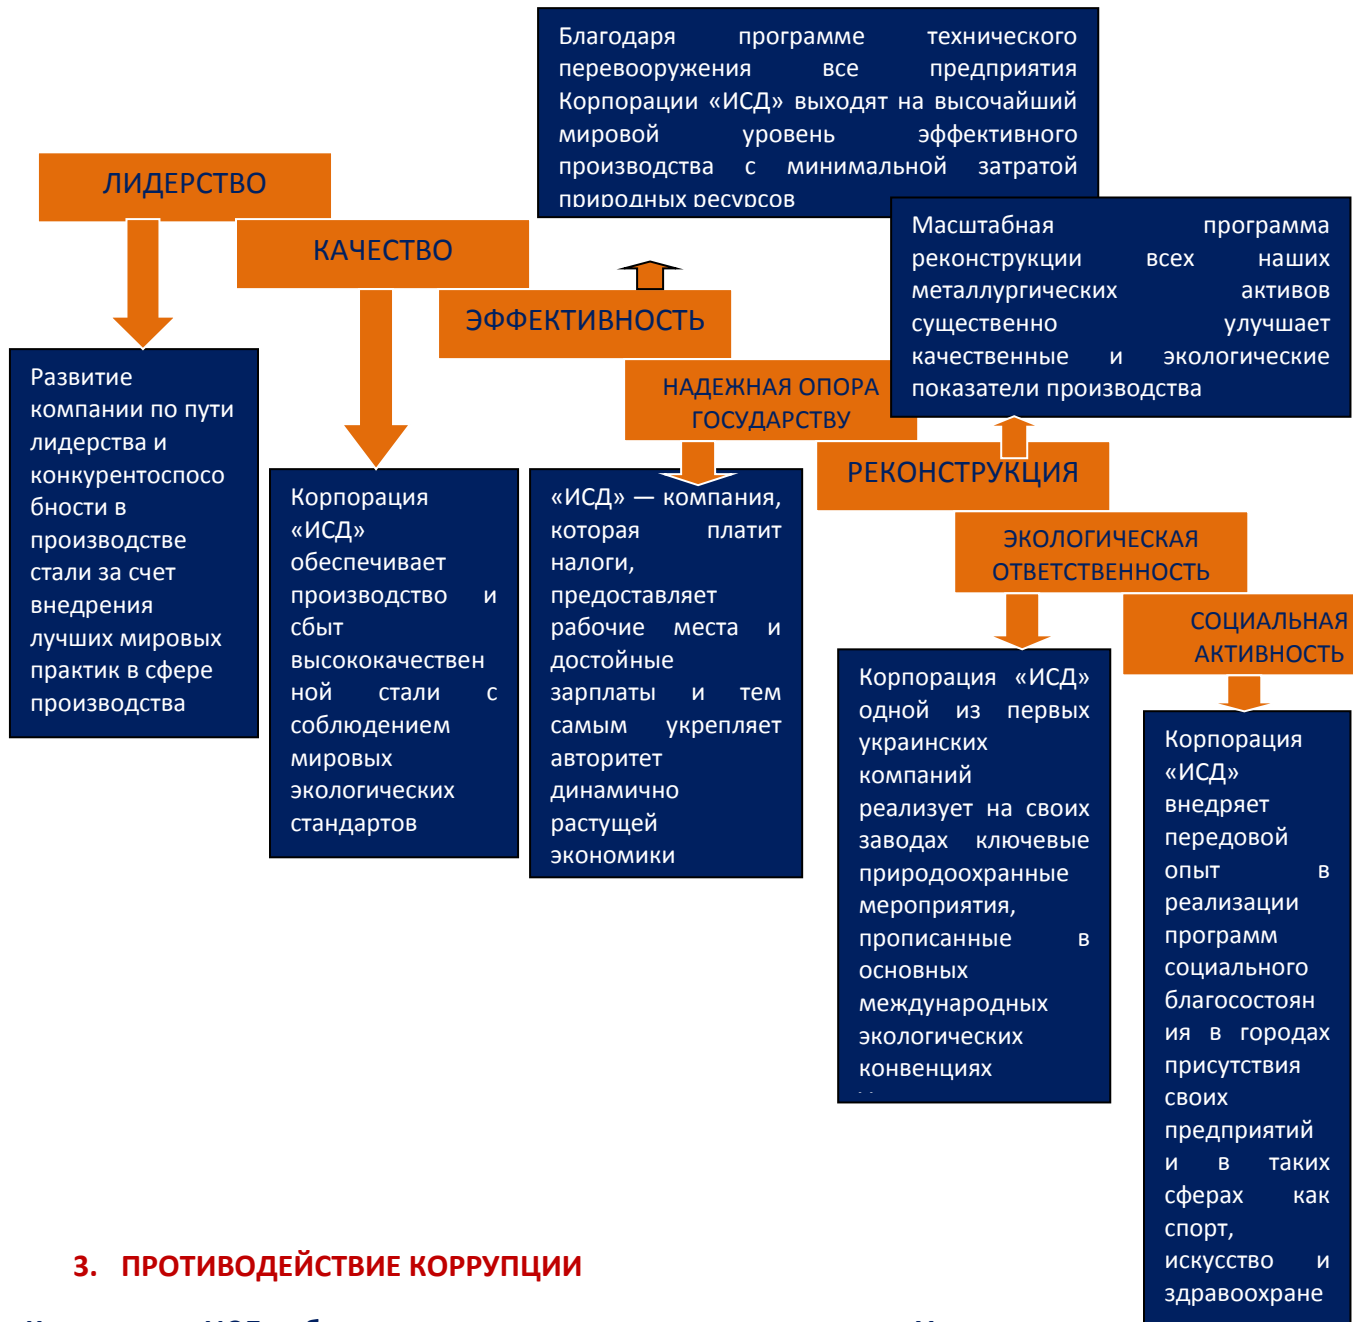 Благодаря программе технического
перевооружения все предприятия
Корпорации «ИСД» выходят на высочайший
мировой уровень эффективного
производства с минимальной затратой
природных ресурсов
ЛИДЕРСТВО
КАЧЕСТВО
ЭФФЕКТИВНОСТЬ
Масштабная программа
реконструкции всех наших
металлургических активов
существенно улучшает
качественные и экологические
показатели производства
НАДЕЖНАЯ ОПОРА
ГОСУДАРСТВУ
РЕКОНСТРУКЦИЯ
ЭКОЛОГИЧЕСКАЯ
ОТВЕТСТВЕННОСТЬ
СОЦИАЛЬНАЯ
АКТИВНОСТЬ
Развитие
компании по пути
лидерства и
конкурентоспосо
бности в
производстве
стали за счет
внедрения
лучших мировых
практик в сфере
производства
Корпорация
«ИСД»
обеспечивает
производство и
сбыт
высококачествен
ной стали с
соблюдением
мировых
экологических
стандартов
«ИСД» — компания,
которая платит
налоги,
предоставляет
рабочие места и
достойные
зарплаты и тем
самым укрепляет
авторитет
динамично
растущей
экономики
Корпорация «ИСД»
одной из первых
украинских
компаний
реализует на своих
заводах ключевые
природоохранные
мероприятия,
прописанные в
основных
международных
экологических
конвенциях
Корпорация
«ИСД»
внедряет
передовой
опыт в
реализации
программ
социального
благосостоян
ия в городах
присутствия
своих
предприятий
и в таких
сферах как
спорт,
искусство и
здравоохране
3. ПРОТИВОДЕЙСТВИЕ КОРРУПЦИИ